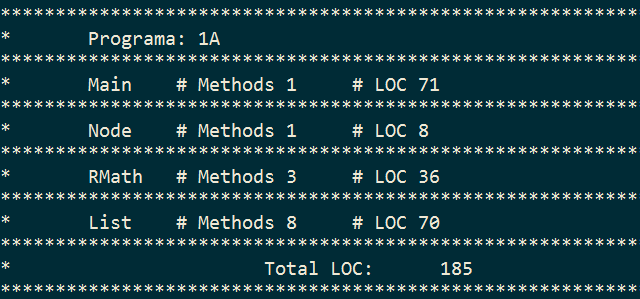 **********************************************************
* Programa: 1A
**********************************************************
* Main # Methods 1 # LOC 71
**********************************************************
* Node # Methods 1 # LOC 8
**********************************************************
* RMath # Methods 3 # LOC 36
**********************************************************
* List # Methods 8 # LOC 70
**********************************************************
* Total LOC: 185
**********************************************************